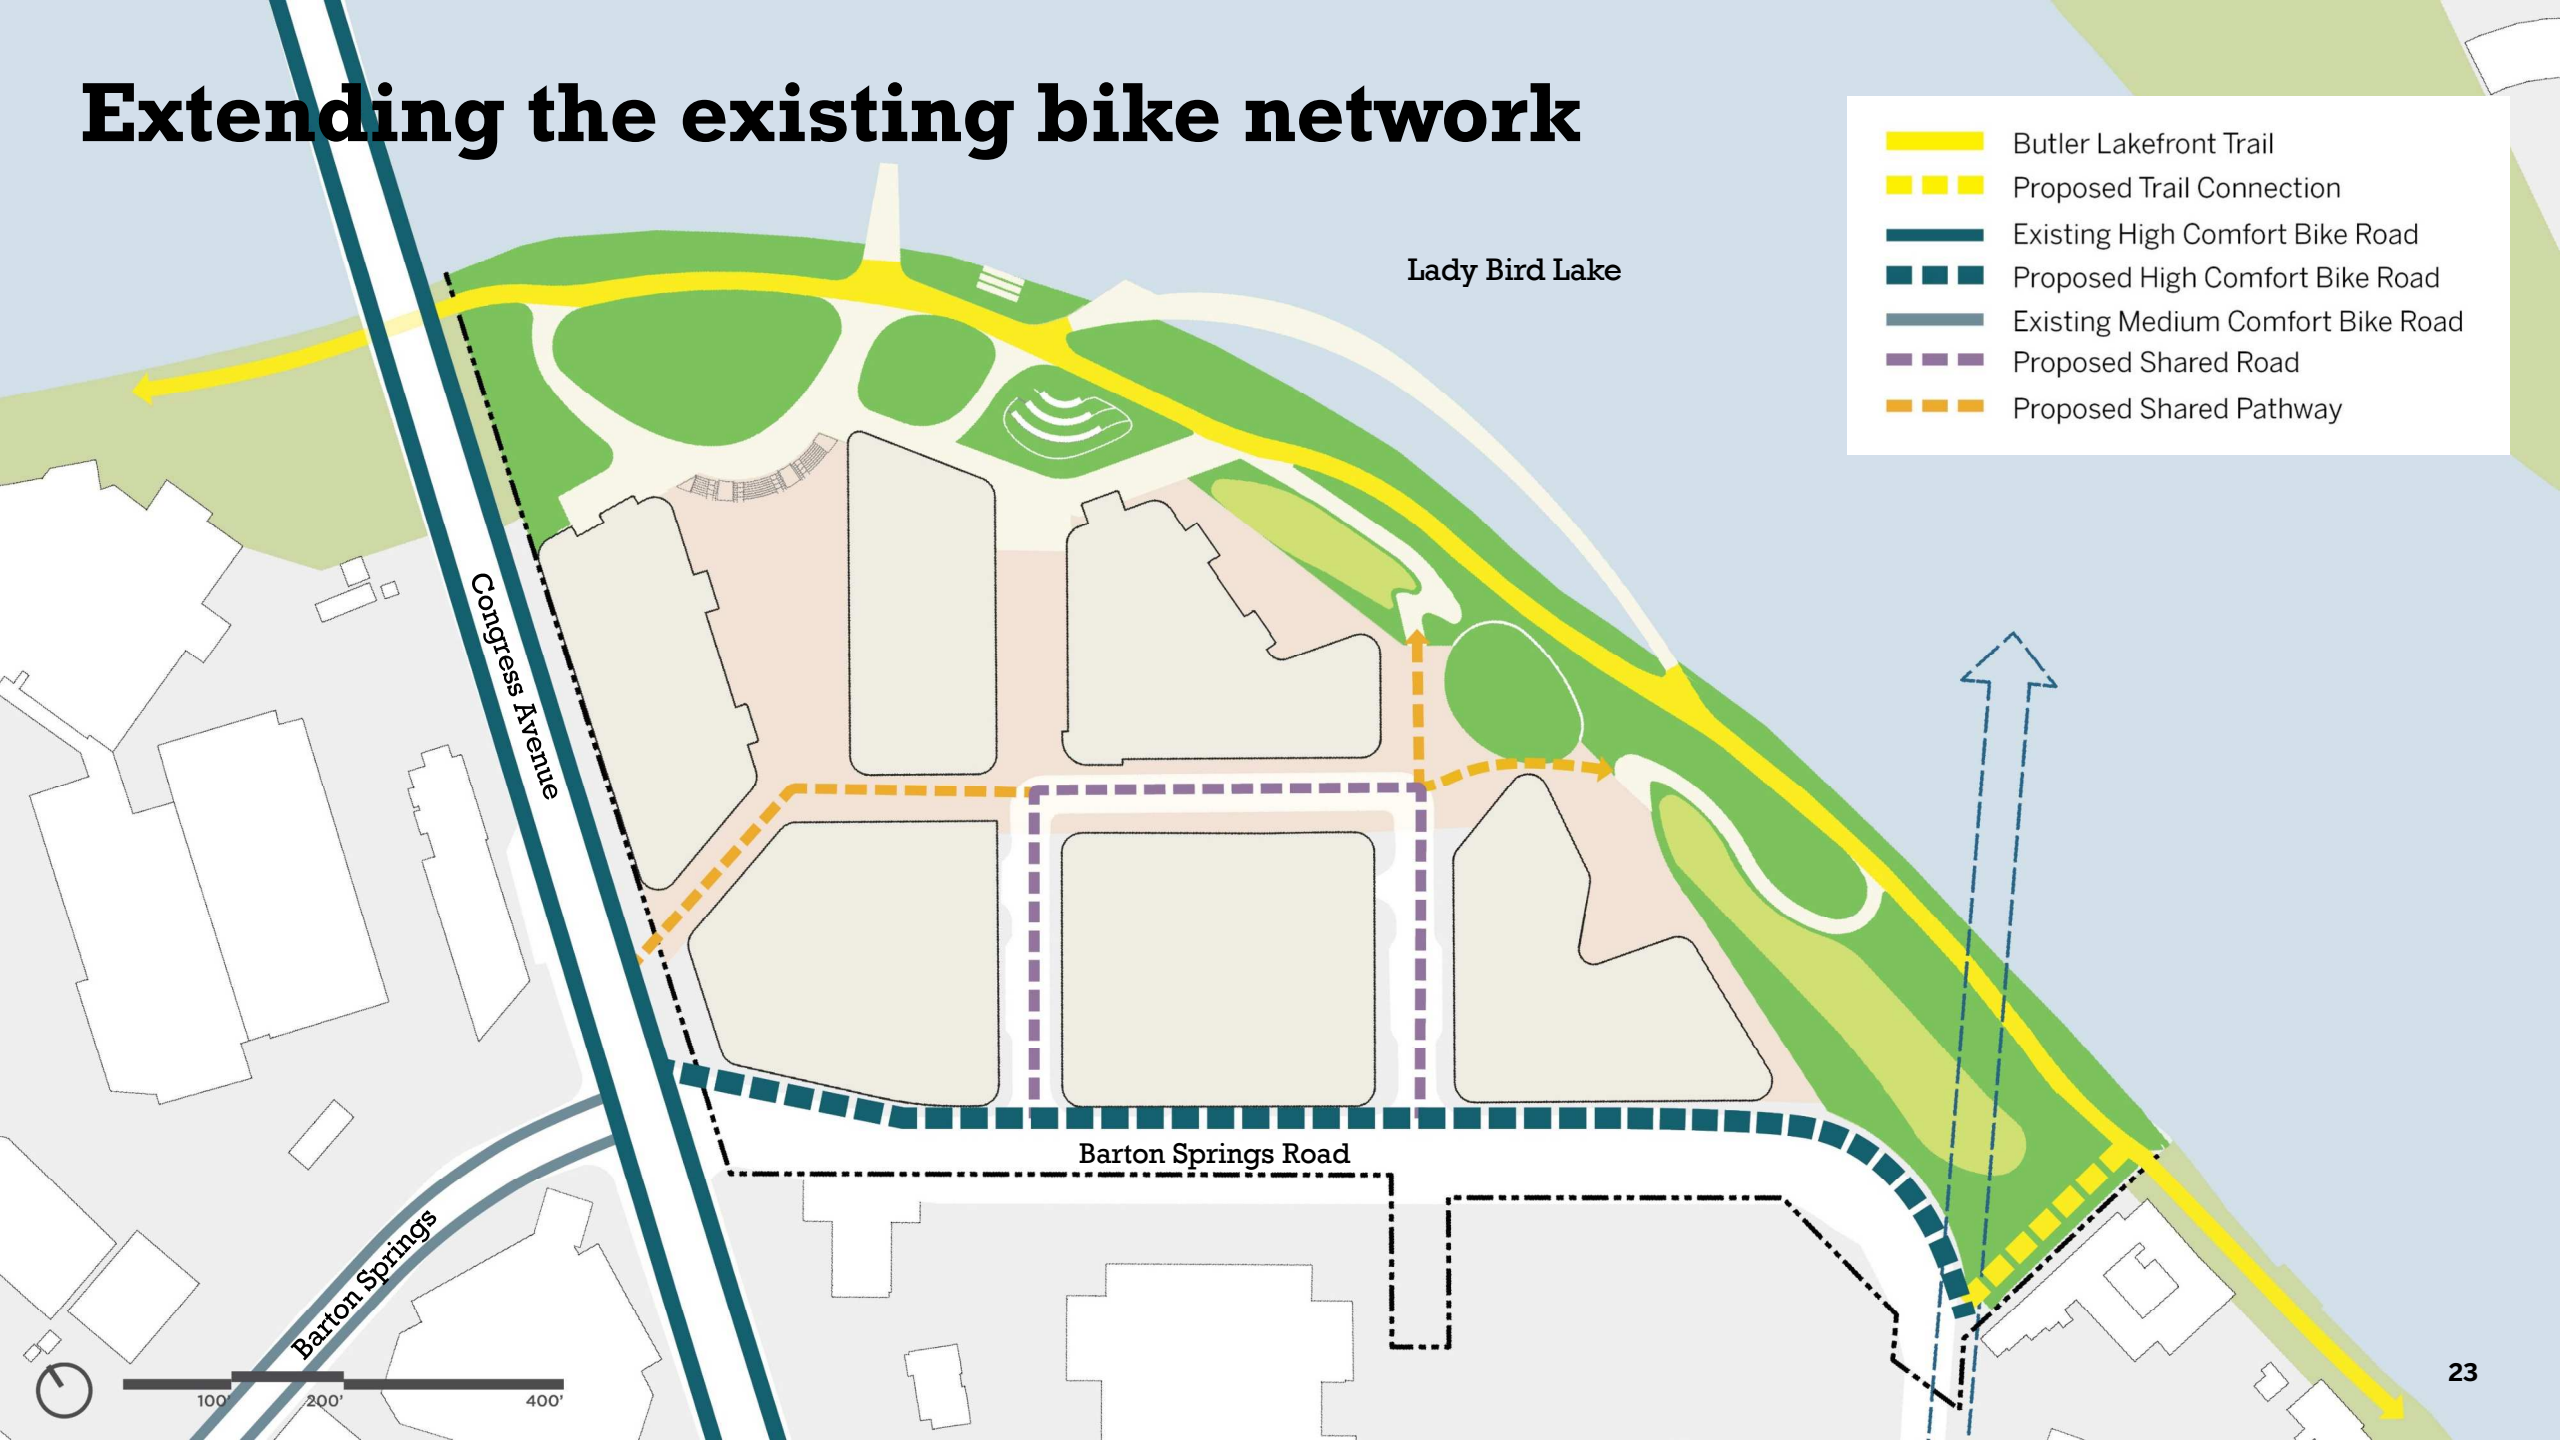 Extending the existing bike network
Butler Lakefront Trail
Proposed Trail Connection
Existing High Comfort Bike Road
Proposed High Comfort Bike Road
Existing Medium Comfort Bike Road
Proposed Shared Road
Proposed Shared Pathway
Lady Bird Lake
Congress Avenue
Barton Springs Road
Barton Springs
100'
200'
400'
23